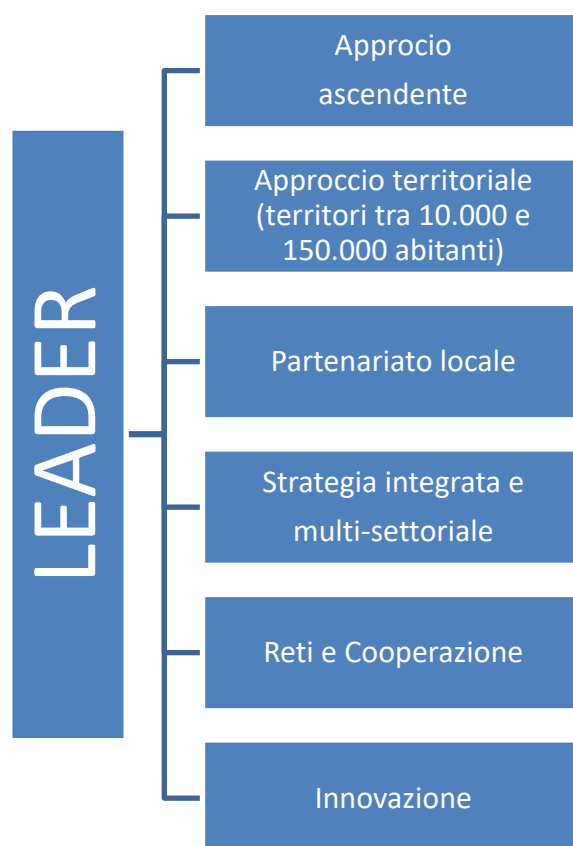 LEADER
Approcio
ascendente
Approccio territoriale
(territori tra 10.000 e
150.000 abitanti)
Partenariato locale
Strategia integrata e
multi-settoriale
Reti e Cooperazione
Innovazione